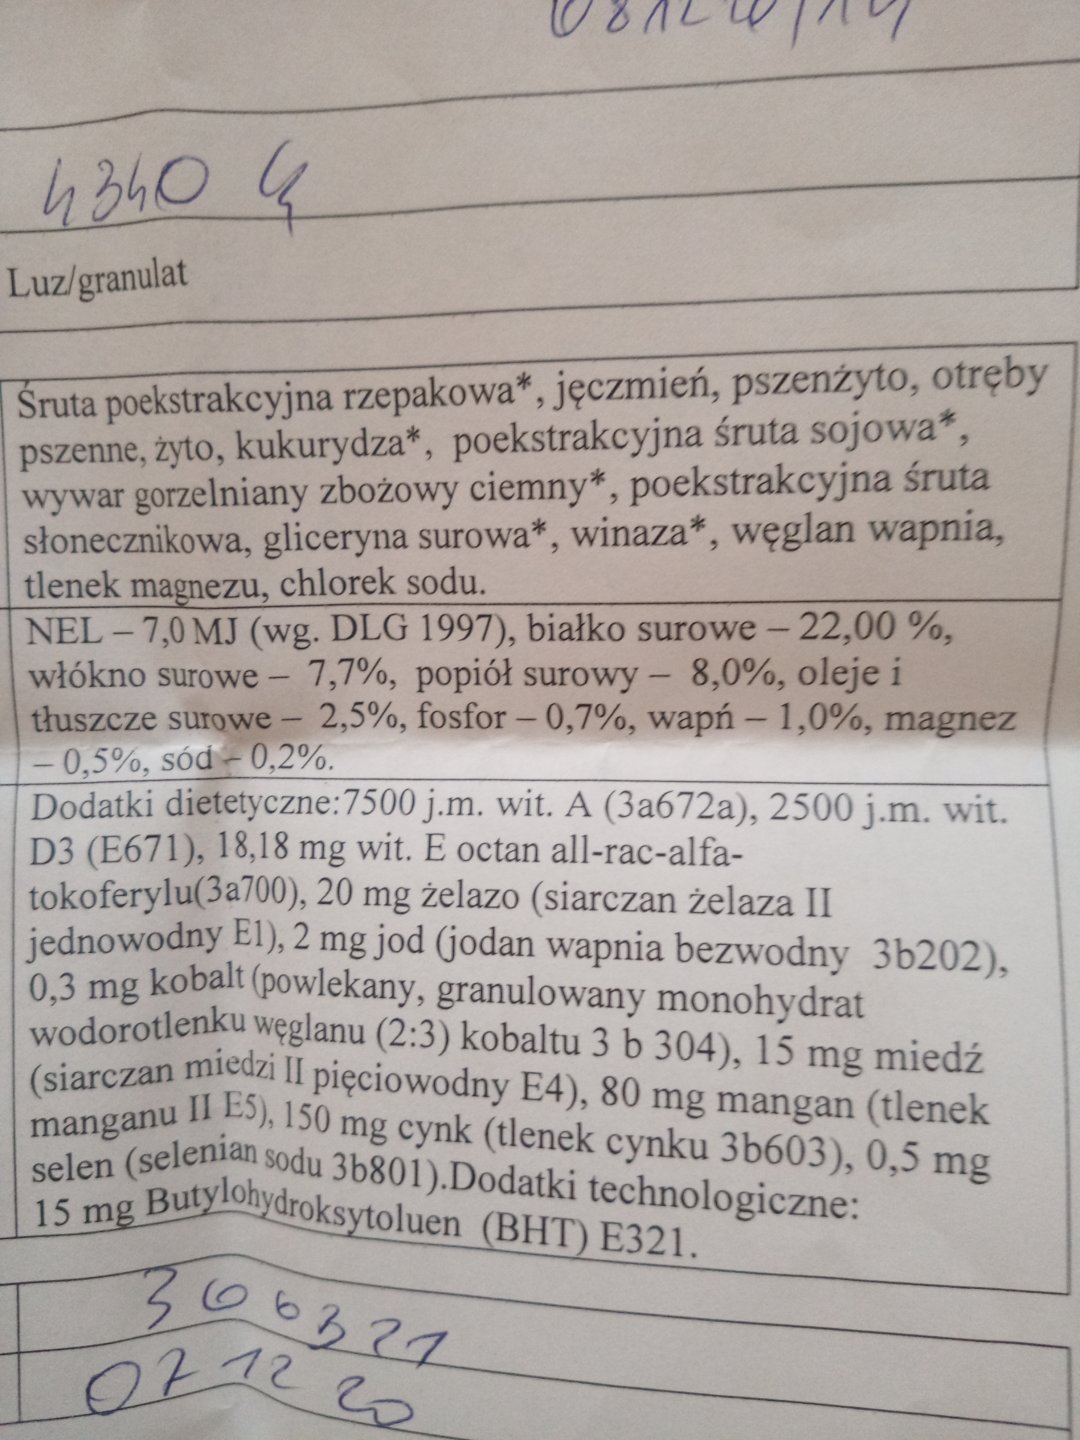 4340
Luz/granulat
Śruta poekstrakcyjna rzepakowa*, jęczmień, pszenżyto, otręby
pszenne, żyto, kukurydza*, poekstrakcyjna śruta sojowa*,
wywar gorzelniany zbożowy ciemny*, poekstrakcyjna śruta
słonecznikowa, gliceryna surowa*, winaza*, węglan wapnia,
tlenek magnezu, chlorek sodu.
NEL – 7,0 MJ (wg. DLG 1997), białko surowe – 22,00 %,
włókno surowe – 7,7%, popiół surowy – 8,0%, oleje i
tłuszcze surowe – 2,5%, fosfor – 0,7%, wapń – 1,0%, magnez
– 0,5%, sód – 0,2%.
Dodatki dietetyczne:7500 j.m. wit. A (3a672a), 2500 j.m. wit.
D3 (E671), 18,18 mg wit. E octan all-rac-alfa-
tokoferylu(3a700), 20 mg żelazo (siarczan żelaza II
jednowodny E1), 2 mg jod (jodan wapnia bezwodny 3b202),
0,3 mg kobalt (powlekany, granulowany monohydrat
wodorotlenku węglanu (2:3) kobaltu 3 b 304), 15 mg miedź
(siarczan miedzi II pięciowodny E4), 80 mg mangan (tlenek
manganu II E5), 150 mg cynk (tlenek cynku 3b603), 0,5 mg
selen (selenian sodu 3b801).Dodatki technologiczne:
15 mg Butylohydroksytoluen (BHT) E321.
071220